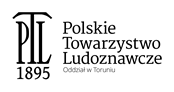 PTL
1895
Polskie
Towarzystwo
Ludoznawcze
Oddział w Toruniu